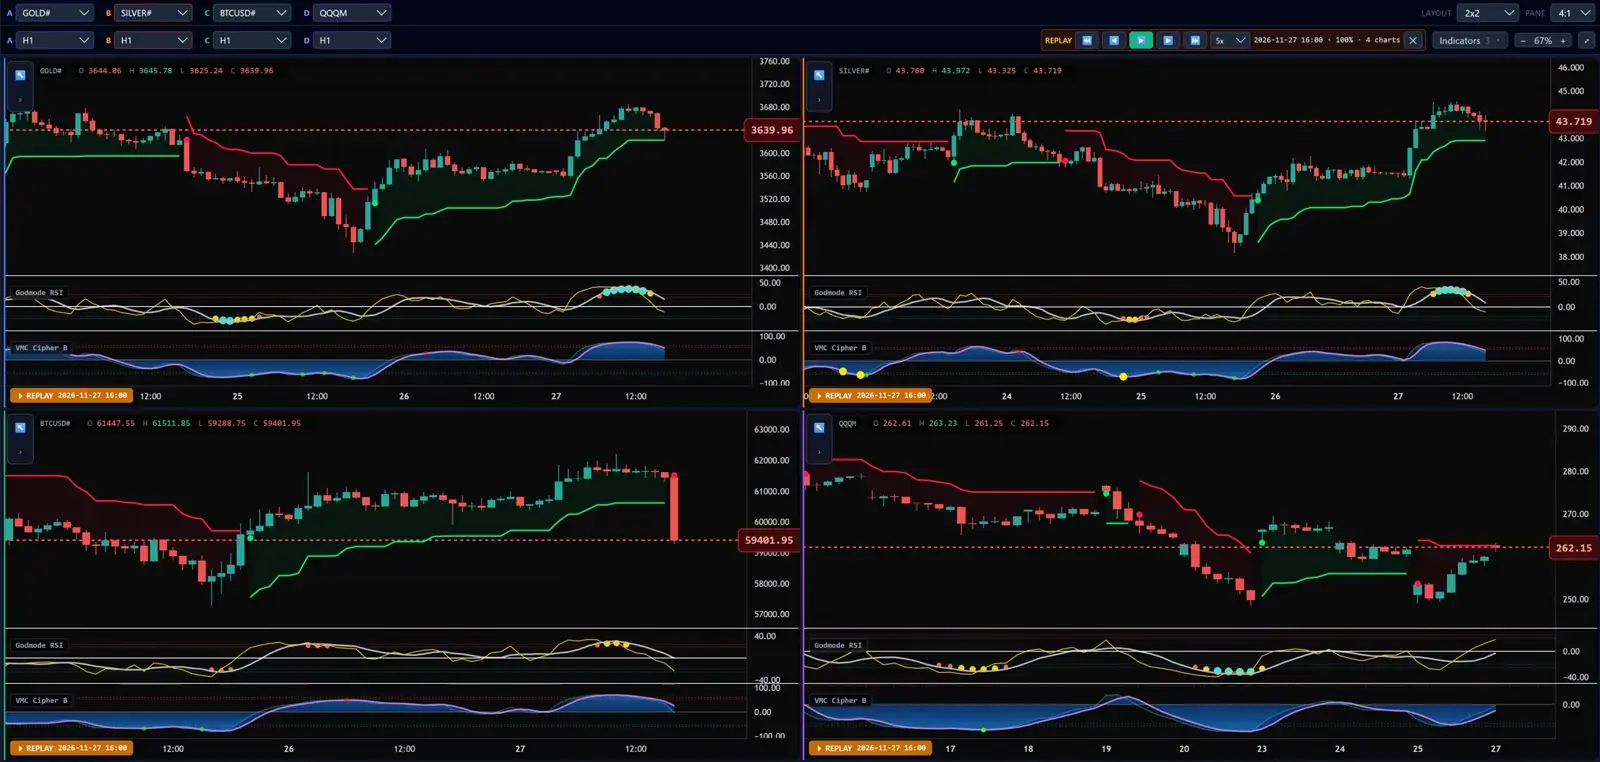 A GOLD# B SILVER# C BTCUSD# D QQQM LAYOUT 2x2 PANE 4:1
A H1 B H1 C H1 D H1 REPLAY 5x 2026-11-27 16:00 · 100% · 4 charts × Indicators 3 − 67% +
GOLD# O 3644.06 H 3645.78 L 3625.24 C 3639.96
3760.00
3720.00
3680.00
3639.96
3600.00
3560.00
3520.00
3480.00
3440.00
3400.00
Godmode RSI
50.00
0.00
VMC Cipher B
100.00
0.00
−100.00
REPLAY 2026-11-27 16:00 12:00 25 12:00 26 12:00 27 12:00
SILVER# O 43.760 H 43.972 L 43.325 C 43.719
46.000
45.000
43.719
43.000
42.000
41.000
40.000
39.000
38.000
Godmode RSI
50.00
0.00
VMC Cipher B
100.00
0.00
−100.00
REPLAY 2026-11-27 16:00 24 12:00 25 12:00 26 27 12:00
BTCUSD# O 61447.55 H 61511.85 L 59288.75 C 59401.95
63000.00
62000.00
61000.00
60000.00
59401.95
59000.00
58000.00
57000.00
Godmode RSI
40.00
−40.00
VMC Cipher B
100.00
0.00
−100.00
REPLAY 2026-11-27 16:00 12:00 26 12:00 27 12:00
QQQM O 262.61 H 263.23 L 261.25 C 262.15
290.00
280.00
270.00
262.15
250.00
Godmode RSI
0.00
−40.00
VMC Cipher B
0.00
REPLAY 2026-11-27 16:00 17 18 19 20 23 24 25 27